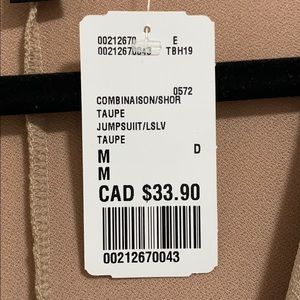 00212670 E
00212670043 TBH19
0572
COMBINAISON/SHOR
TAUPE
JUMPSUIIT/LSLV
TAUPE
M D
M
CAD $33.90
00212670043